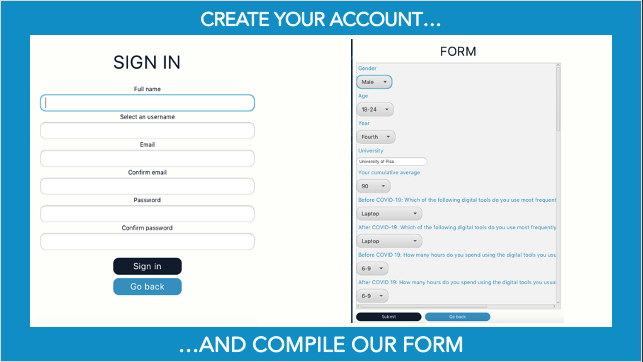 CREATE YOUR ACCOUNT...
SIGN IN
Full name
Select an username
Email
Confirm email
Password
Confirm password
Sign in
Go back
FORM
Gender
Male
Age
18-24
Year
Fourth
University
University of Pisa
Your cumulative average
90
Before COVID-19: Which of the following digital tools do you use most frequent
Laptop
After COVID-19: Which of the following digital tools do you use most frequently
Laptop
Before COVID 19: How many hours do you spend using the digital tools you usua
6-9
After COVID 19: How many hours do you spend using the digital tools you usual
6-9
Submit
Go back
...AND COMPILE OUR FORM